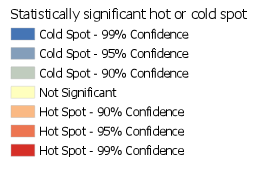 Statistically significant hot or cold spot
Cold Spot - 99% Confidence
Cold Spot - 95% Confidence
Cold Spot - 90% Confidence
Not Significant
Hot Spot - 90% Confidence
Hot Spot - 95% Confidence
Hot Spot - 99% Confidence